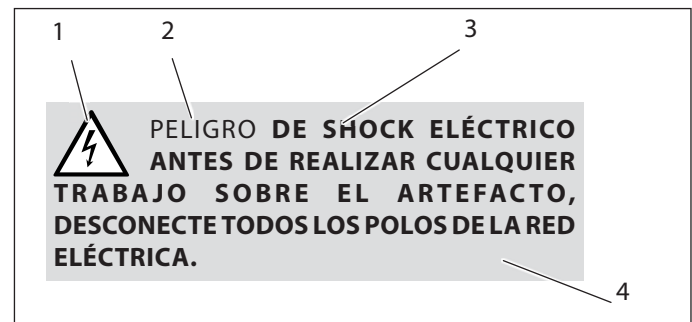 1 2 3
PELIGRO DE SHOCK ELÉCTRICO
ANTES DE REALIZAR CUALQUIER
TRABAJO SOBRE EL ARTEFACTO,
DESCONECTE TODOS LOS POLOS DE LA RED
ELÉCTRICA.
4